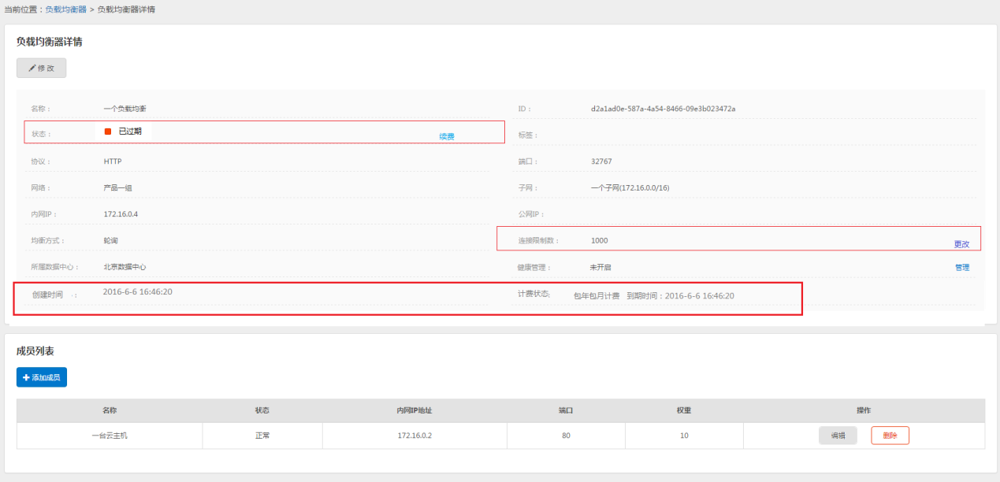 当前位置：负载均衡器 > 负载均衡器详情
负载均衡器详情
修 改
名称： 一个负载均衡 ID： d2a1ad0e-587a-4a54-8466-09e3b023472a
状态： 已过期 续费 标签：
协议： HTTP 端口： 32767
网络： 产品一组 子网： 一个子网(172.16.0.0/16)
内网IP： 172.16.0.4 公网IP：
均衡方式： 轮询 连接限制数： 1000 更改
所属数据中心： 北京数据中心 健康管理： 未开启 管理
创建时间 ： 2016-6-6 16:46:20 计费状态: 包年包月计费 到期时间：2016-6-6 16:46:20
成员列表
添加成员
名称 状态 内网IP地址 端口 权重 操作
一台云主机 正常 172.16.0.2 80 10 编辑 删除